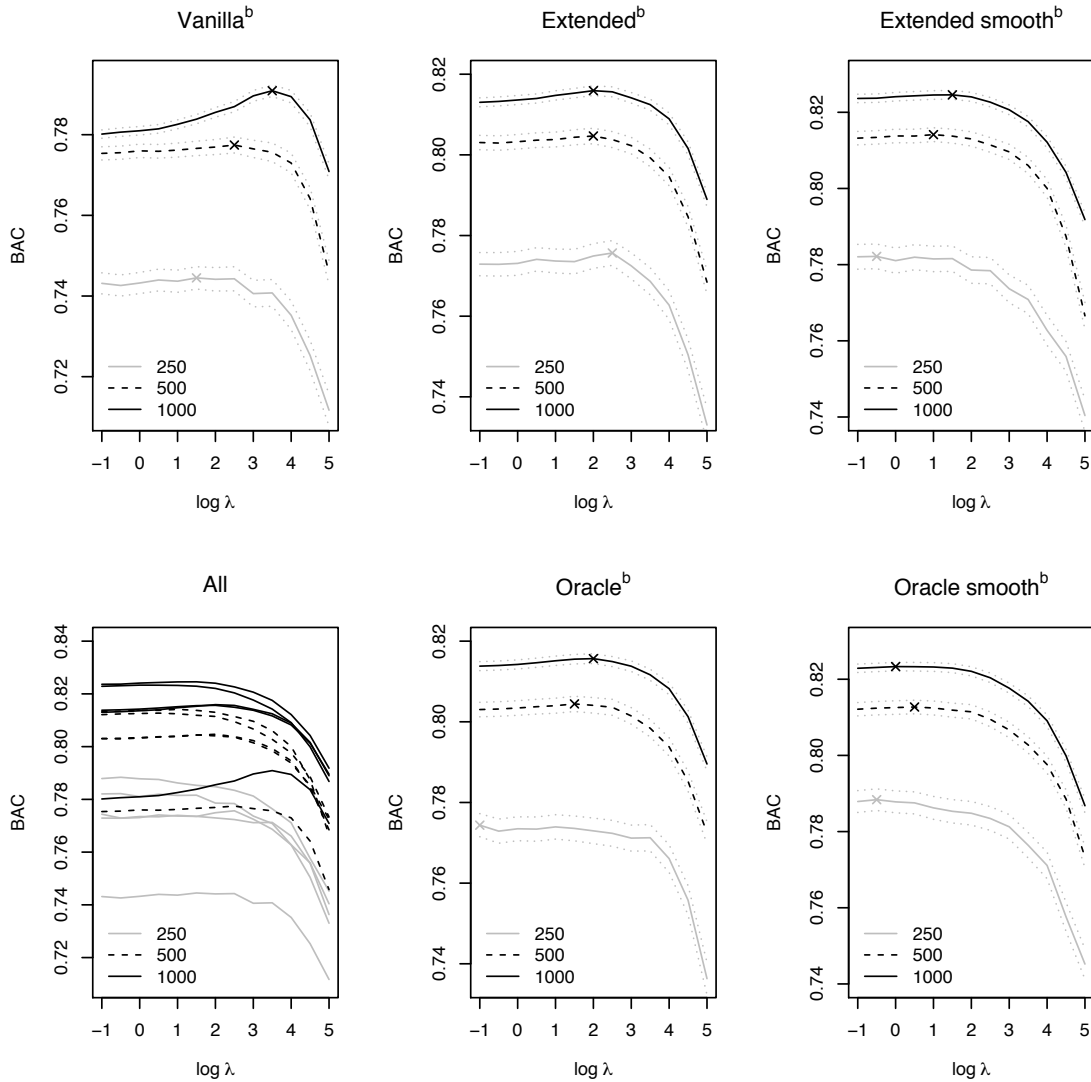 Vanillaᵇ
BAC
0.72 0.74 0.76 0.78
250
500
1000
−1 0 1 2 3 4 5
log λ
Extendedᵇ
BAC
0.74 0.76 0.78 0.80 0.82
250
500
1000
−1 0 1 2 3 4 5
log λ
Extended smoothᵇ
BAC
0.74 0.76 0.78 0.80 0.82
250
500
1000
−1 0 1 2 3 4 5
log λ
All
BAC
0.72 0.74 0.76 0.78 0.80 0.82 0.84
250
500
1000
−1 0 1 2 3 4 5
log λ
Oracleᵇ
BAC
0.74 0.76 0.78 0.80 0.82
250
500
1000
−1 0 1 2 3 4 5
log λ
Oracle smoothᵇ
BAC
0.74 0.76 0.78 0.80 0.82
250
500
1000
−1 0 1 2 3 4 5
log λ